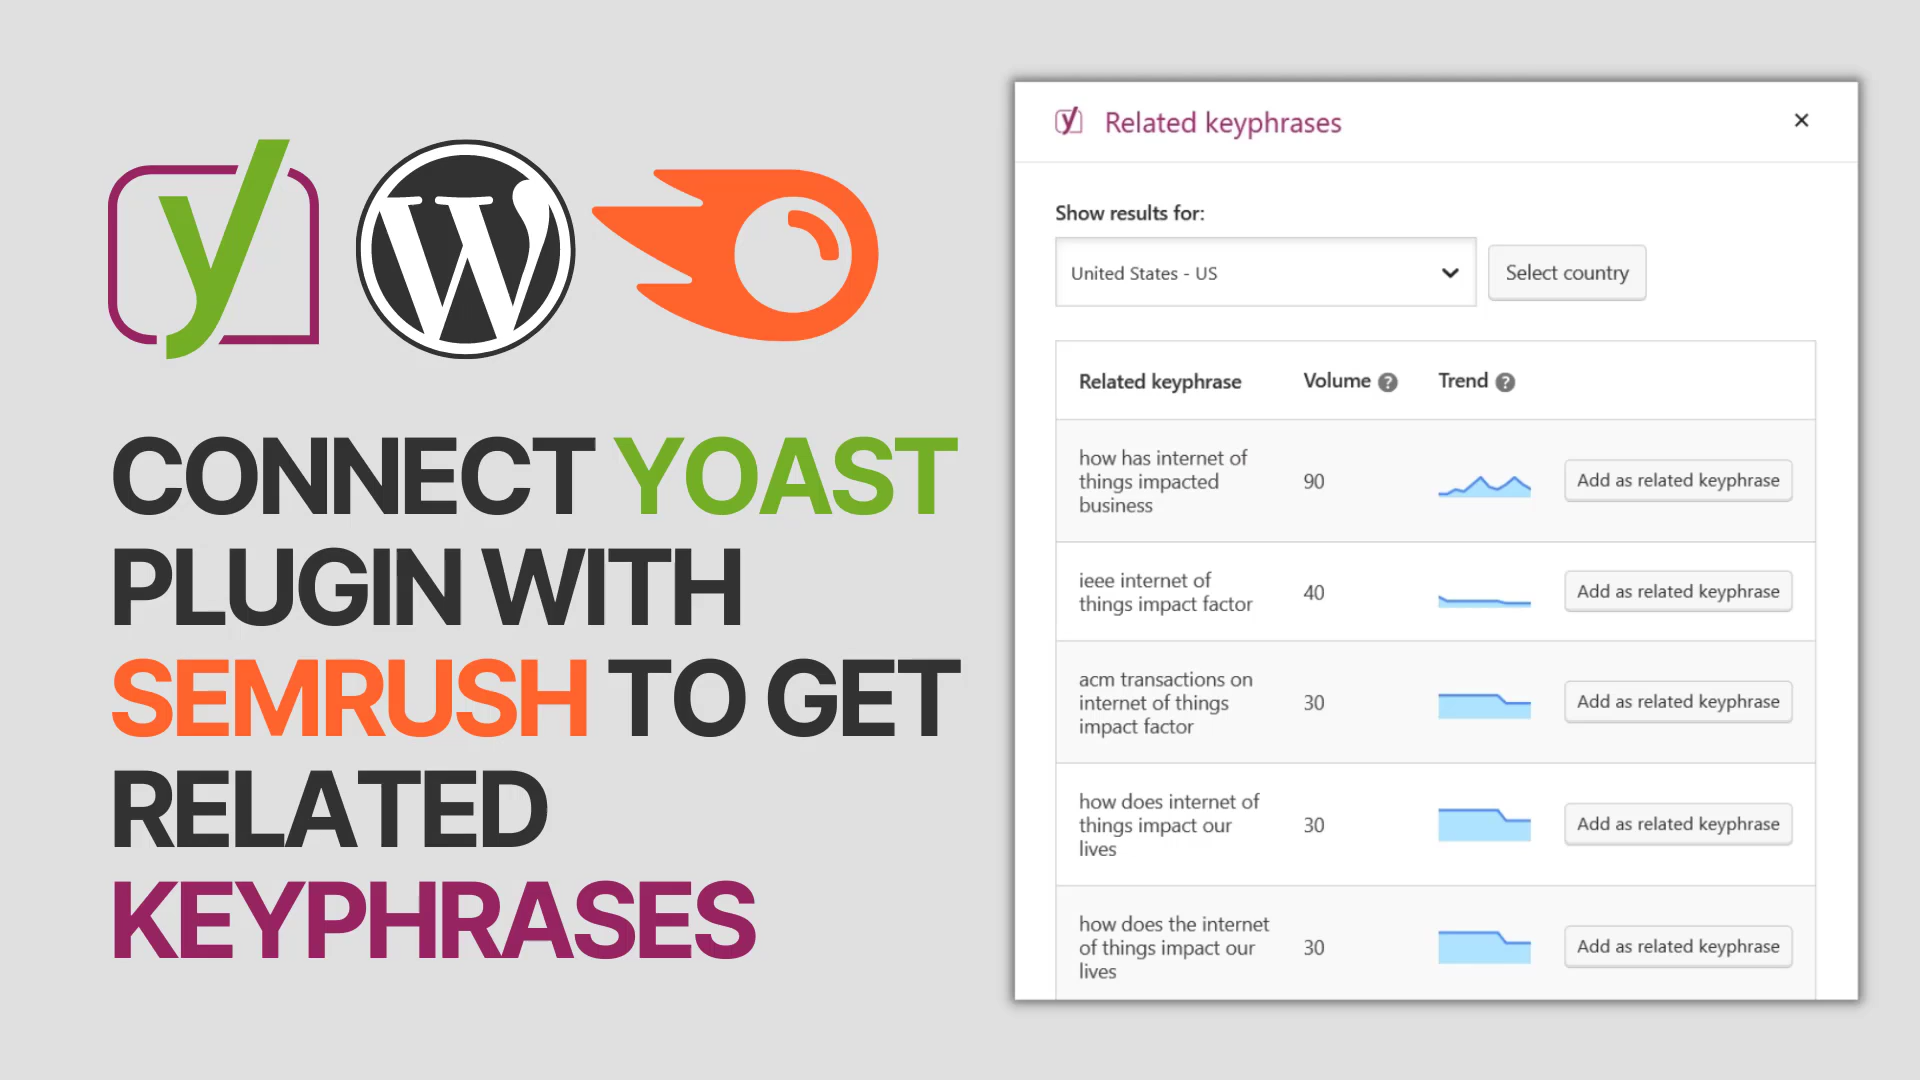 CONNECT YOAST
PLUGIN WITH
SEMRUSH TO GET
RELATED
KEYPHRASES
Related keyphrases
Show results for:
United States - US
Select country
Related keyphrase Volume ? Trend ?
how has internet of
things impacted
business
90
Add as related keyphrase
ieee internet of
things impact factor
40
Add as related keyphrase
acm transactions on
internet of things
impact factor
30
Add as related keyphrase
how does internet of
things impact our
lives
30
Add as related keyphrase
how does the internet
of things impact our
lives
30
Add as related keyphrase